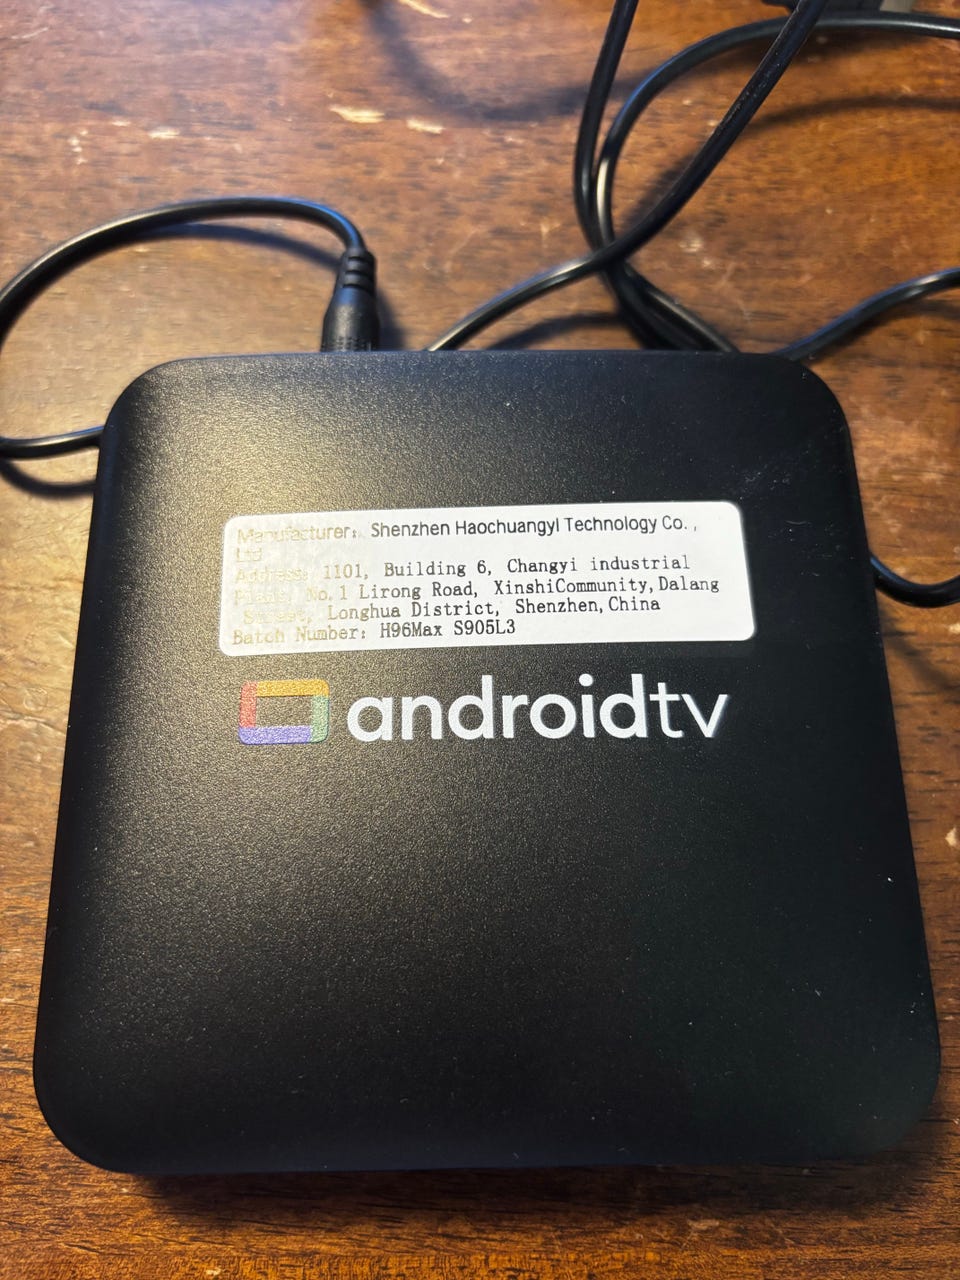 Manufacturer: Shenzhen Haochuangyi Technology Co.,
Ltd
Address: 1101, Building 6, Changyi industrial
No.1 Lirong Road, XinshiCommunity,Dalang
Street, Longhua District, Shenzhen,China
Batch Number: H96Max S905L3
androidtv